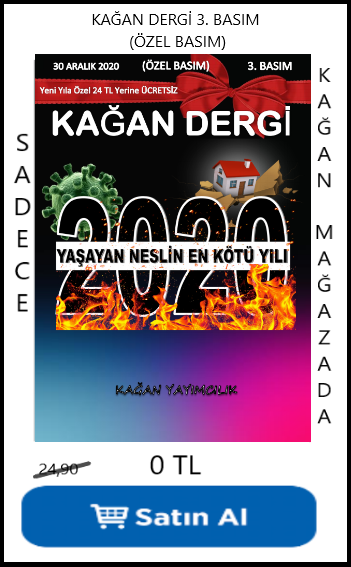 KAĞAN DERGİ 3. BASIM
(ÖZEL BASIM)
30 ARALIK 2020 (ÖZEL BASIM) 3. BASIM
Yeni Yıla Özel 24 TL Yerine ÜCRETSİZ
KAĞAN DERGİ
2020
YAŞAYAN NESLİN EN KÖTÜ YILI
KAĞAN YAYIMCILIK
SADECE
KAĞAN MAĞAZADA
24,90
0 TL
Satın Al